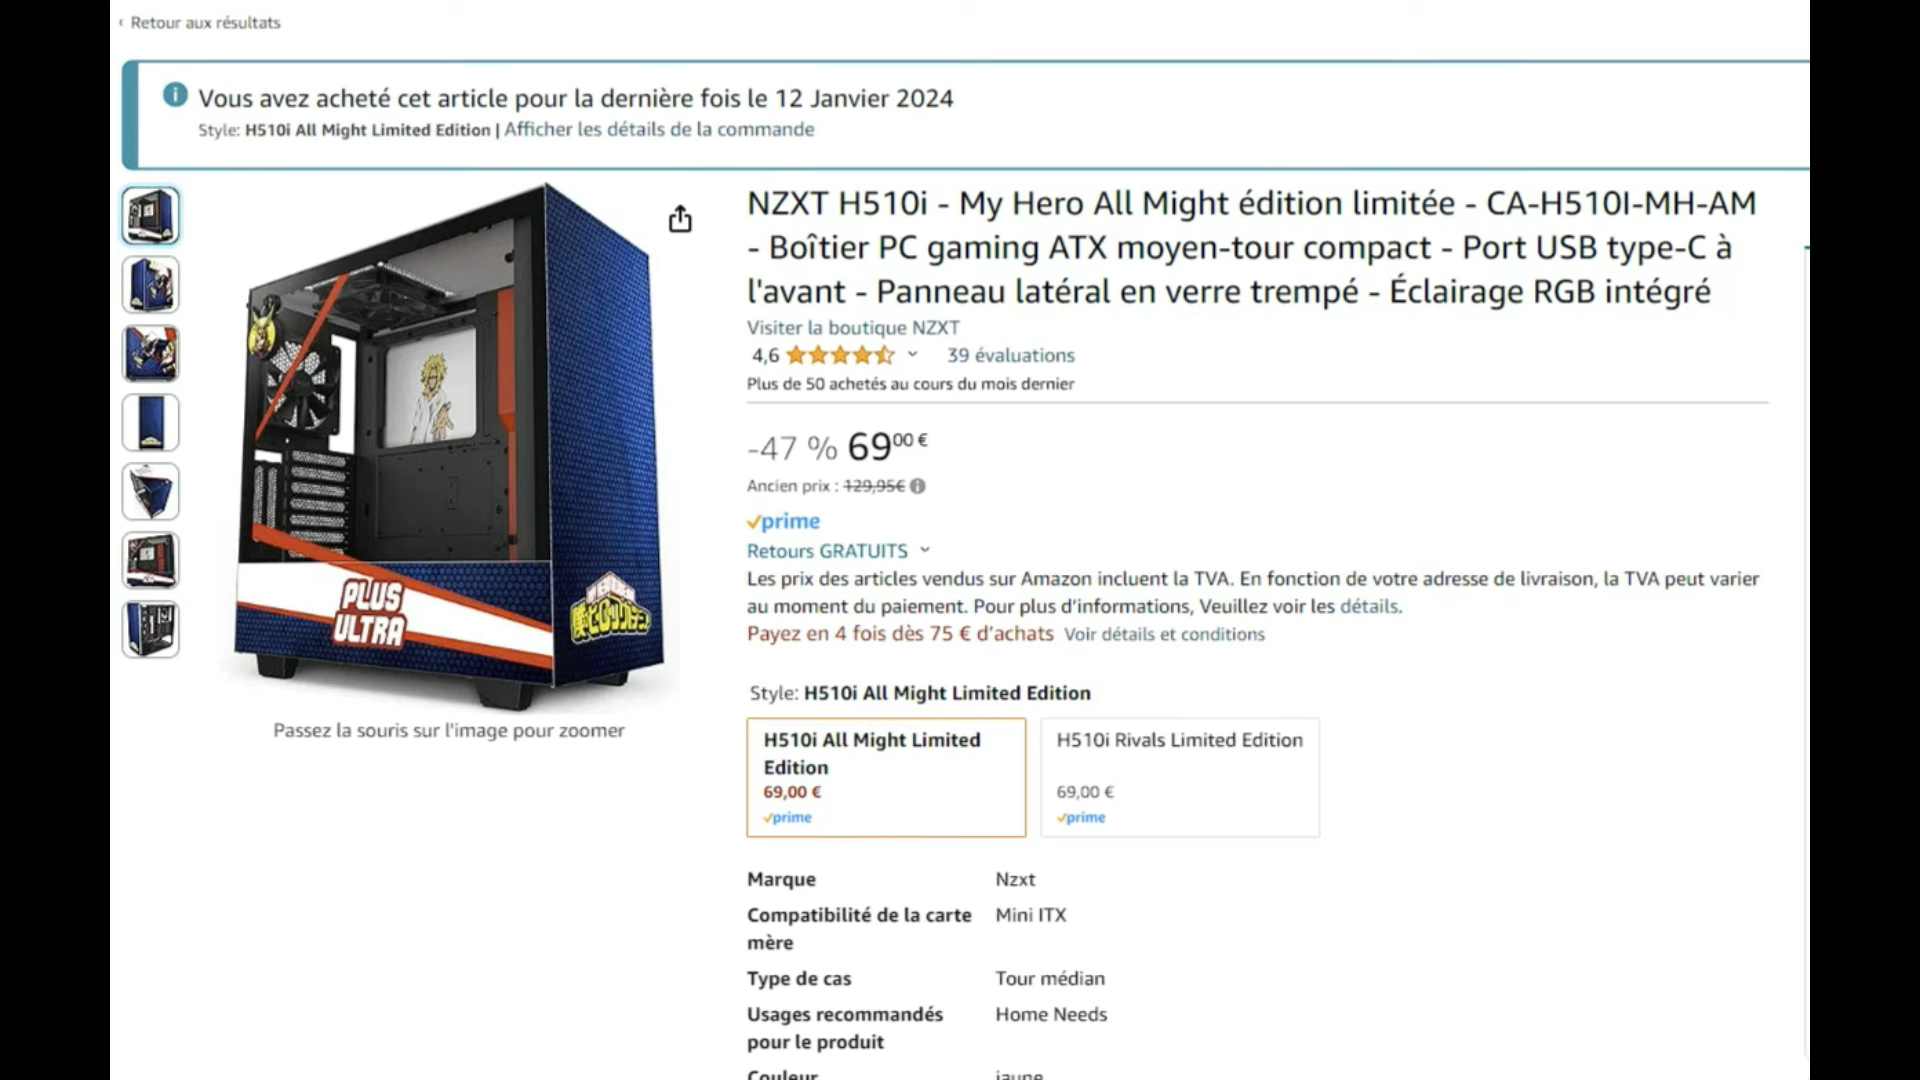 ‹ Retour aux résultats
Vous avez acheté cet article pour la dernière fois le 12 Janvier 2024
Style: H510i All Might Limited Edition | Afficher les détails de la commande
NZXT H510i - My Hero All Might édition limitée - CA-H510I-MH-AM
- Boîtier PC gaming ATX moyen-tour compact - Port USB type-C à
l'avant - Panneau latéral en verre trempé - Éclairage RGB intégré
Visiter la boutique NZXT
4,6 39 évaluations
Plus de 50 achetés au cours du mois dernier
-47 % 69,00 €
Ancien prix : 129,95€
prime
Retours GRATUITS
Les prix des articles vendus sur Amazon incluent la TVA. En fonction de votre adresse de livraison, la TVA peut varier
au moment du paiement. Pour plus d'informations, Veuillez voir les détails.
Payez en 4 fois dès 75 € d'achats Voir détails et conditions
PLUS
ULTRA
Passez la souris sur l'image pour zoomer
Style: H510i All Might Limited Edition
H510i All Might Limited
Edition
69,00 €
prime
H510i Rivals Limited Edition
69,00 €
prime
Marque Nzxt
Compatibilité de la carte Mini ITX
mère
Type de cas Tour médian
Usages recommandés Home Needs
pour le produit
Couleur jaune